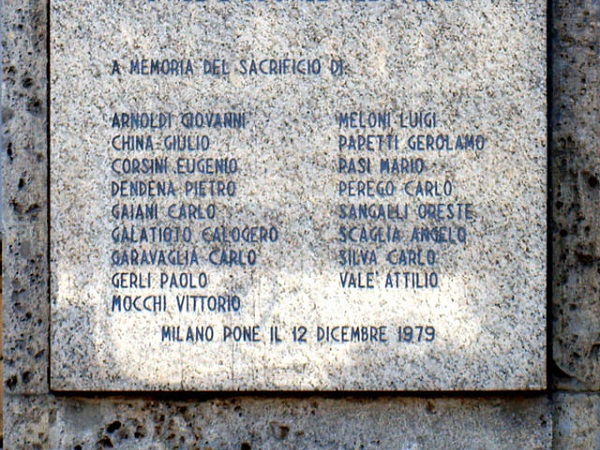 A MEMORIA DEL SACRIFICIO DI:
ARNOLDI GIOVANNI
CHINA GIULIO
CORSINI EUGENIO
DENDENA PIETRO
GAIANI CARLO
GALATIOTO CALOGERO
GARAVAGLIA CARLO
GERLI PAOLO
MOCCHI VITTORIO
MELONI LUIGI
PAPETTI GEROLAMO
PASI MARIO
PEREGO CARLO
SANGALLI ORESTE
SCAGLIA ANGELO
SILVA CARLO
VALE' ATTILIO
MILANO PONE IL 12 DICEMBRE 1979